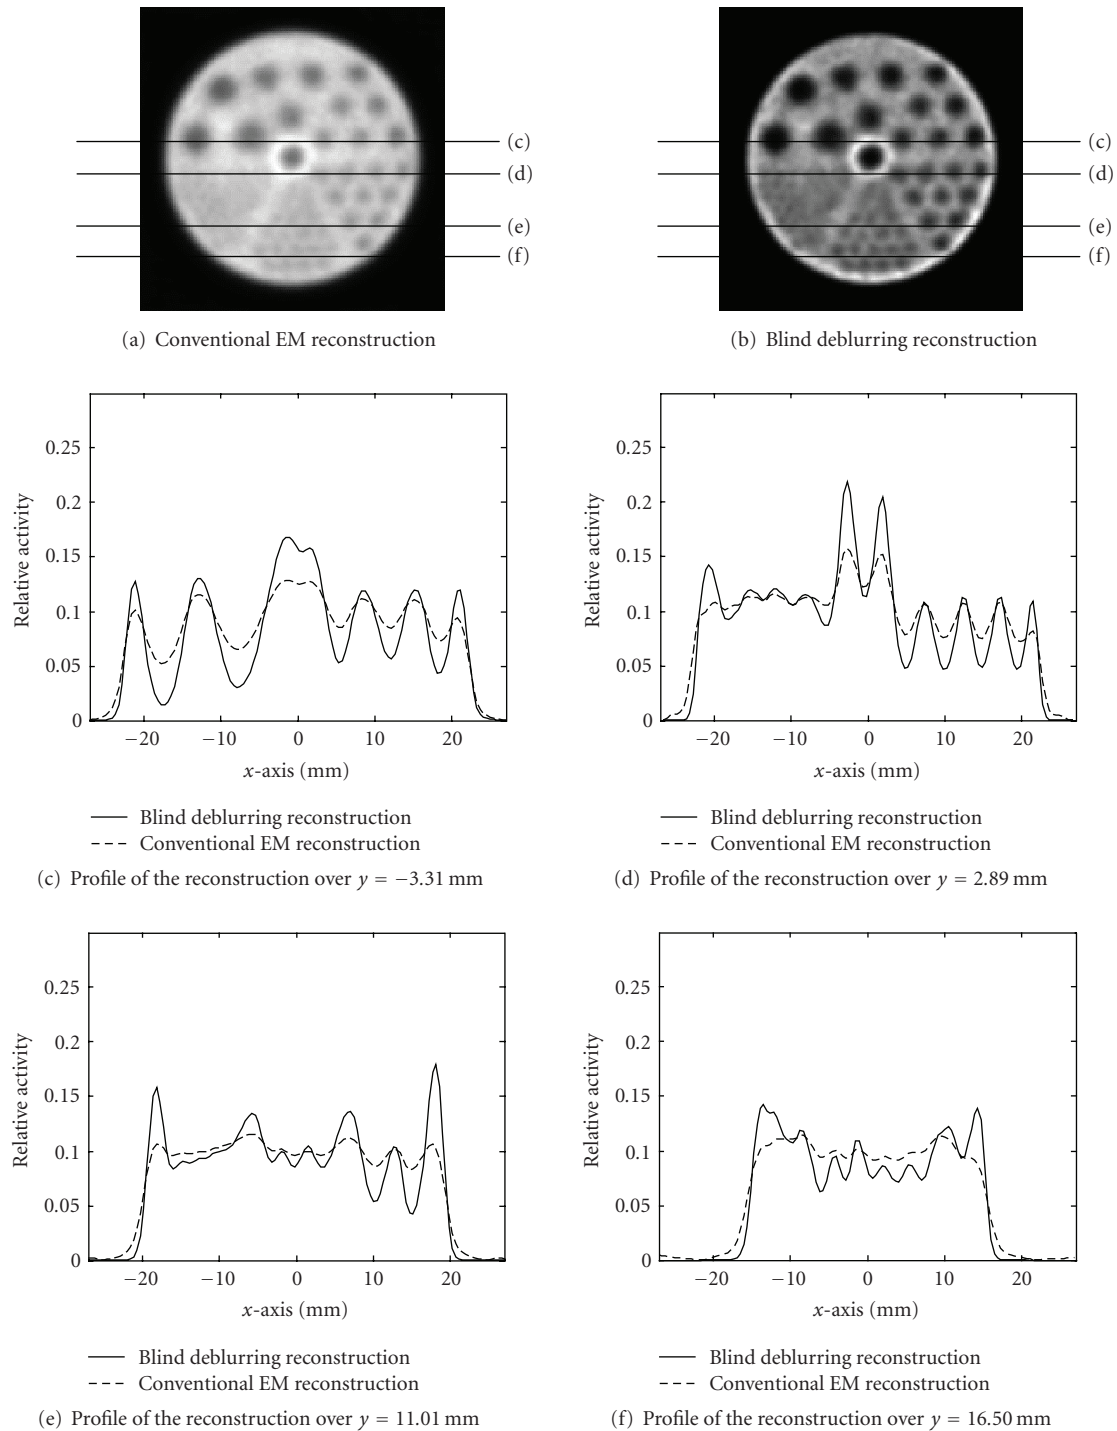 (c) (c)
(d) (d)
(e) (e)
(f) (f)
(a) Conventional EM reconstruction
(b) Blind deblurring reconstruction
Relative activity
0.25
0.2
0.15
0.1
0.05
0
−20 −10 0 10 20
x-axis (mm)
Blind deblurring reconstruction
Conventional EM reconstruction
(c) Profile of the reconstruction over y = −3.31 mm
Relative activity
0.25
0.2
0.15
0.1
0.05
0
−20 −10 0 10 20
x-axis (mm)
Blind deblurring reconstruction
Conventional EM reconstruction
(d) Profile of the reconstruction over y = 2.89 mm
Relative activity
0.25
0.2
0.15
0.1
0.05
0
−20 −10 0 10 20
x-axis (mm)
Blind deblurring reconstruction
Conventional EM reconstruction
(e) Profile of the reconstruction over y = 11.01 mm
Relative activity
0.25
0.2
0.15
0.1
0.05
0
−20 −10 0 10 20
x-axis (mm)
Blind deblurring reconstruction
Conventional EM reconstruction
(f) Profile of the reconstruction over y = 16.50 mm